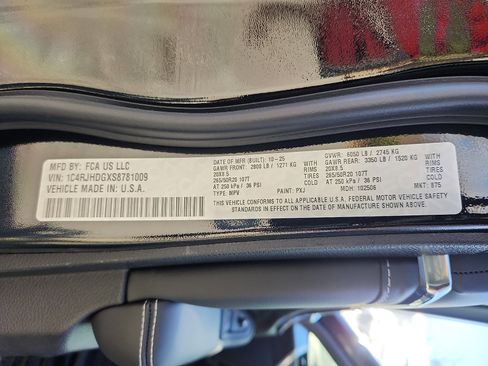 MFD BY: FCA US LLC
VIN: 1C4RJHDGXS8781009
VEHICLE MADE IN U.S.A.
DATE OF MFR (BUILT): 10-25
GVWR: 6050 LB / 2745 KG
GAWR FRONT: 2800 LB / 1271 KG WITH
GAWR REAR: 3350 LB / 1520 KG WITH
20X8.5 RIMS
20X8.5 RIMS
265/50R20 107T TIRES
265/50R20 107T TIRES
AT 250 kPa / 36 PSI
AT 250 kPa / 36 PSI
TYPE: MPV
PAINT: PXJ
MDH: 102506
MKT: 875
THIS VEHICLE CONFORMS TO ALL APPLICABLE U.S.A. FEDERAL MOTOR VEHICLE SAFETY
STANDARDS IN EFFECT ON THE DATE OF MANUFACTURE SHOWN ABOVE.